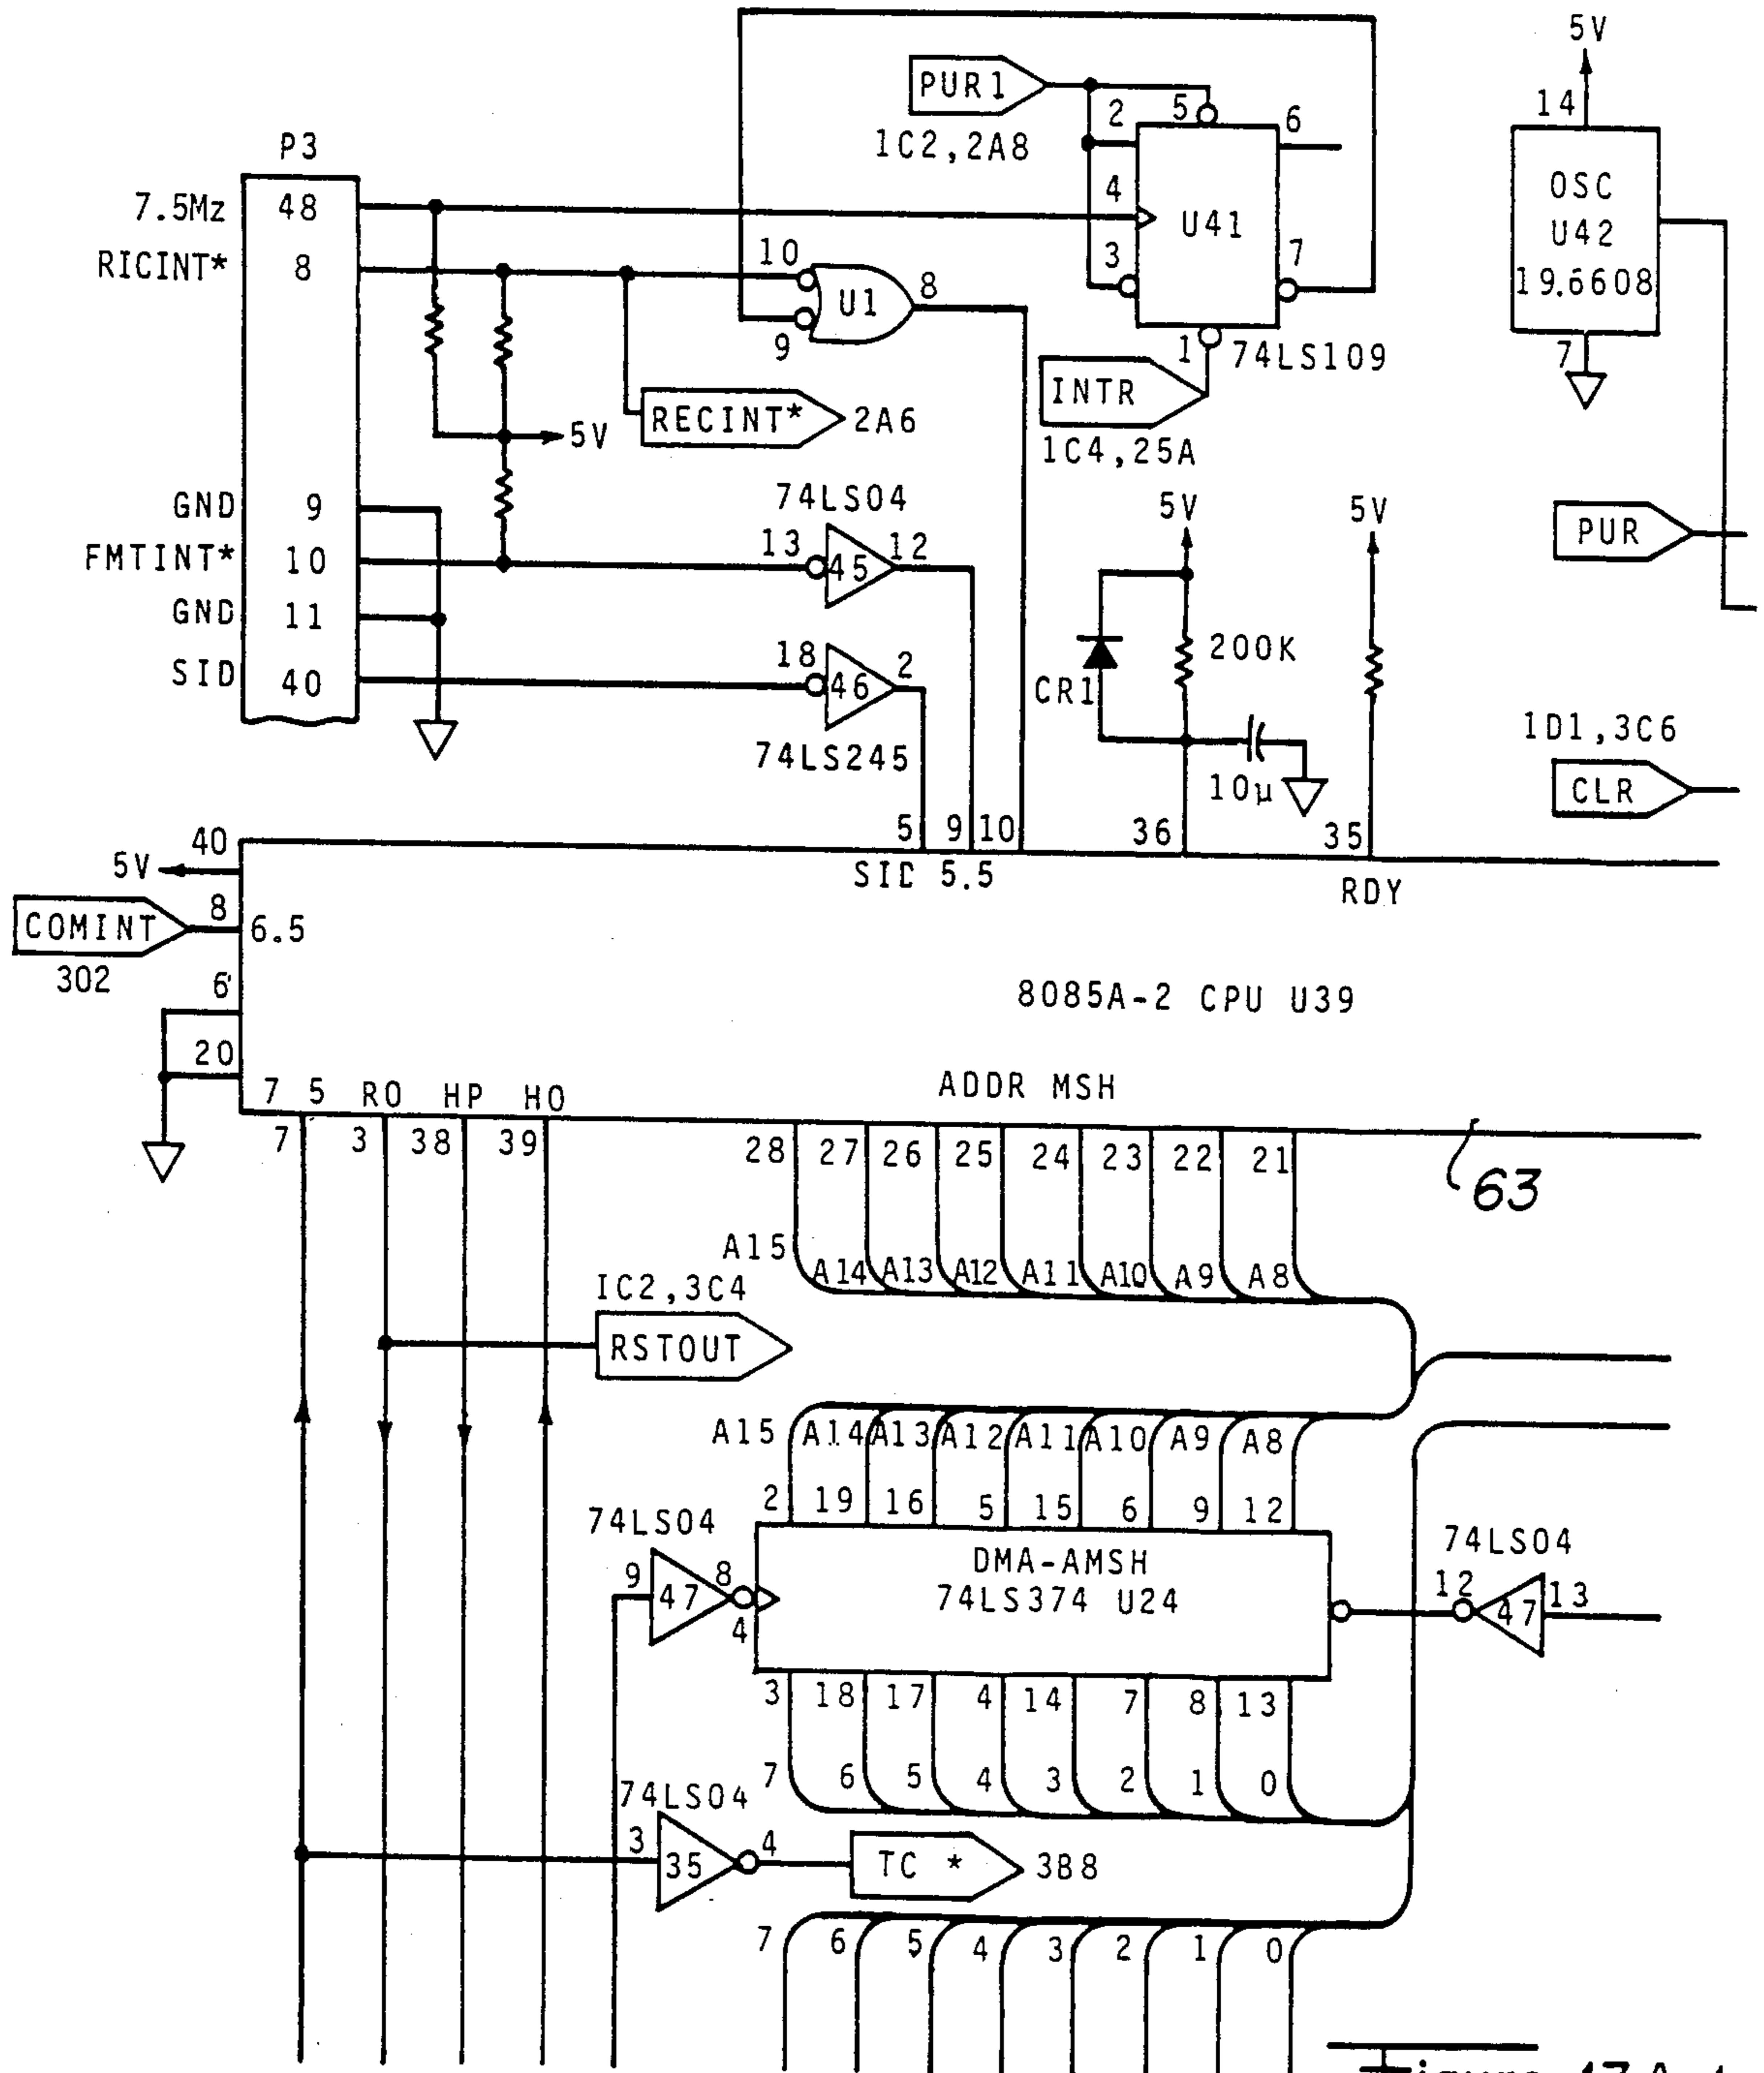 5V
PUR1
2
5
6
14
P3
1C2,2A8
OSC
7.5Mz
48
4
U42
RICINT*
8
10
U1
8
3
U41
7
19.6608
9
1
74LS109
7
RECINT*
2A6
INTR
5V
1C4,25A
GND
9
74LS04
5V
5V
PUR
FMTINT*
10
13
45
12
GND
11
SID
40
18
46
2
200K
CR1
74LS245
10µ
1D1,3C6
CLR
40
5
9
10
36
35
5V
SID
5.5
RDY
COMINT
8
6.5
302
6
8085A-2 CPU U39
20
7 5
RO
HP
HO
ADDR MSH
7
3
38
39
28
27
26
25
24
23
22
21
63
A15
A14
A13
A12
A11
A10
A9
A8
IC2,3C4
RSTOUT
A15
A14
A13
A12
A11
A10
A9
A8
2
19
16
5
15
6
9
12
74LS04
DMA-AMSH
74LS04
9
47
8
4
74LS374 U24
12
47
13
3
18
17
4
14
7
8
13
7
6
5
4
3
2
1
0
74LS04
3
35
4
TC *
3B8
7
6
5
4
3
2
1
0